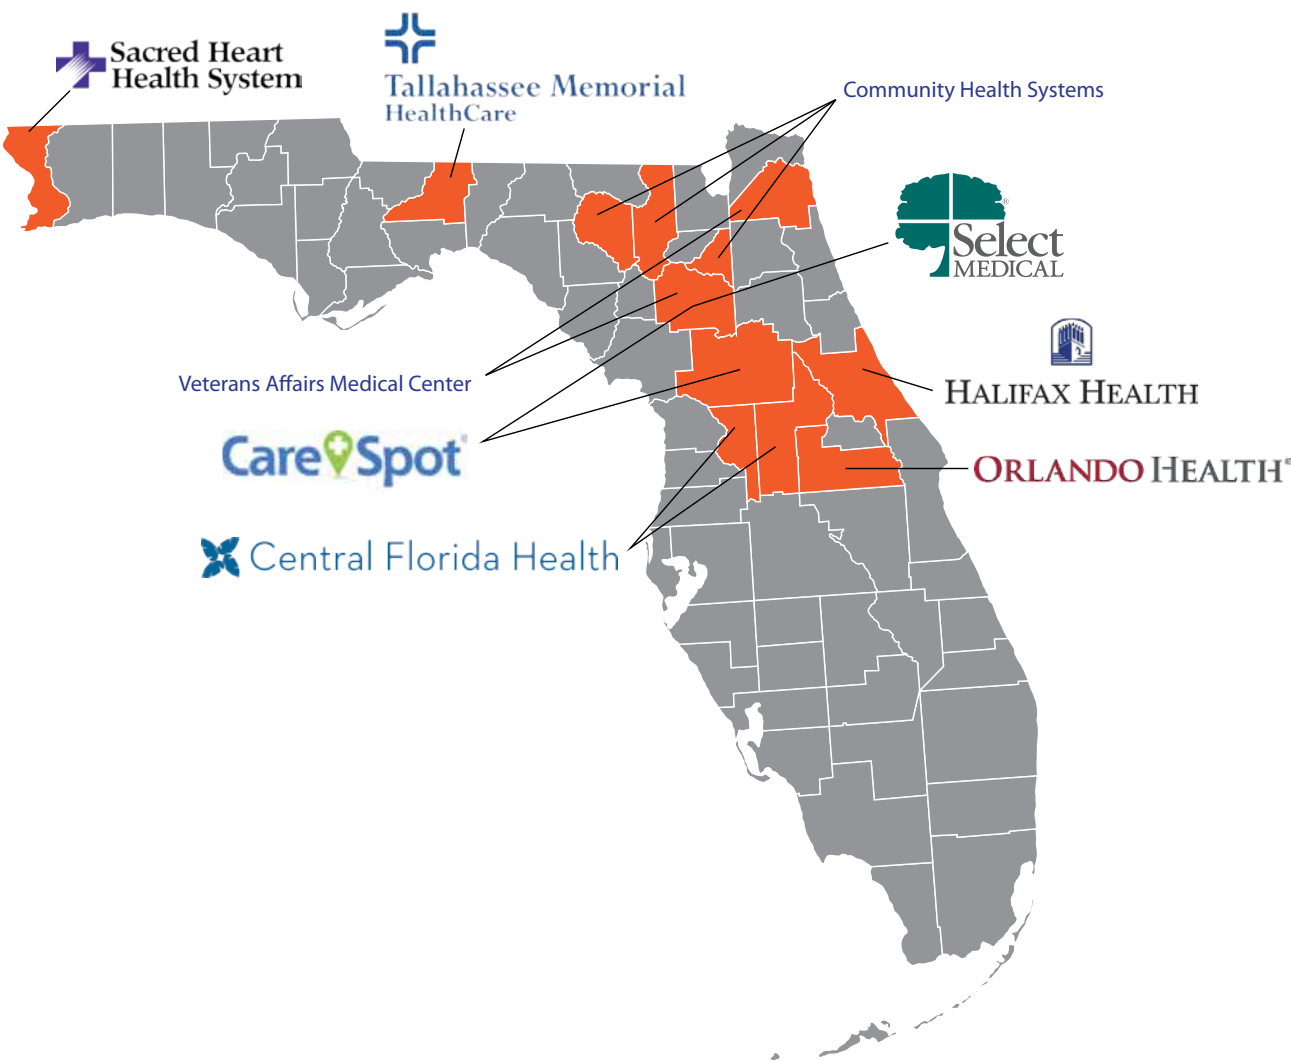 Sacred Heart
Health System
Tallahassee Memorial
HealthCare
Community Health Systems
Select
MEDICAL
®
Veterans Affairs Medical Center
HALIFAX HEALTH
CareSpot®
ORLANDO HEALTH®
Central Florida Health